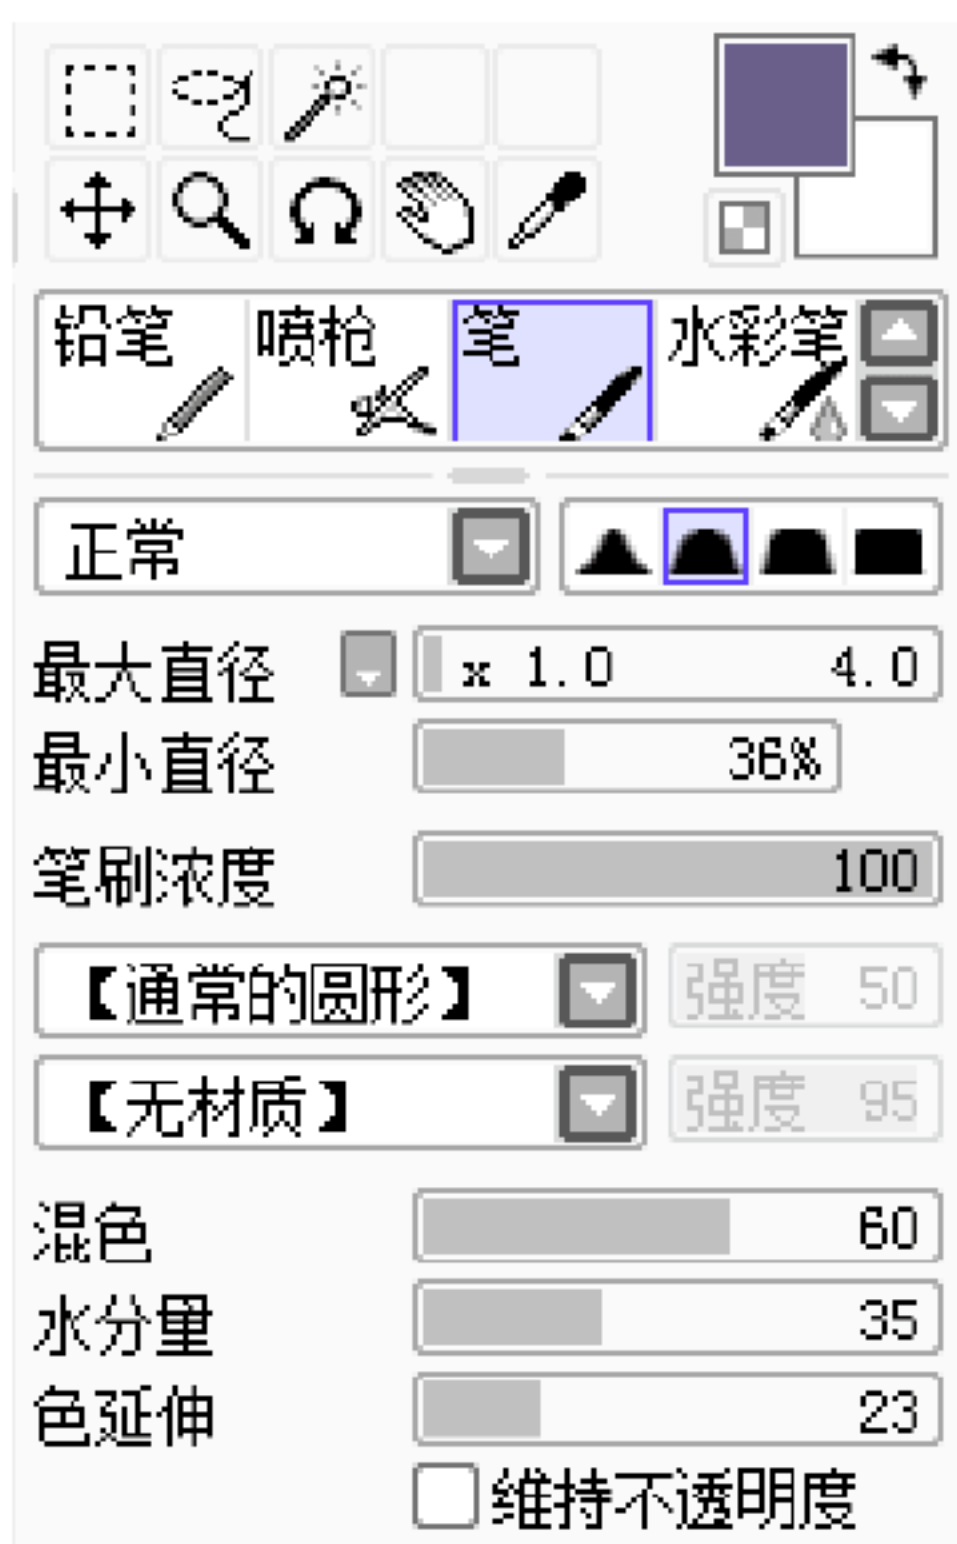 铅笔 喷枪 笔 水彩笔
正常
最大直径 x 1.0 4.0
最小直径 36%
笔刷浓度 100
【通常的圆形】 强度 50
【无材质】 强度 95
混色 60
水分量 35
色延伸 23
维持不透明度